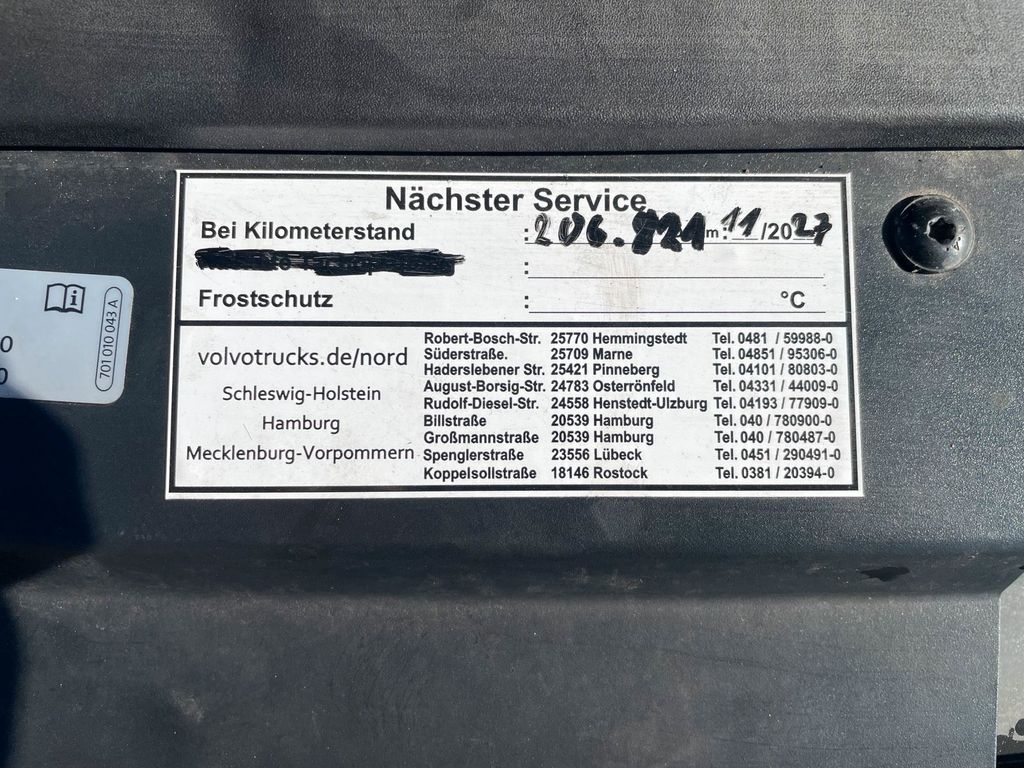 Nächster Service
Bei Kilometerstand : 206.821 m: 11/2027
:
Frostschutz : °C
volvotrucks.de/nord
Schleswig-Holstein
Hamburg
Mecklenburg-Vorpommern
Robert-Bosch-Str. 25770 Hemmingstedt Tel. 0481 / 59988-0
Süderstraße. 25709 Marne Tel. 04851 / 95306-0
Haderslebener Str. 25421 Pinneberg Tel. 04101 / 80803-0
August-Borsig-Str. 24783 Osterrönfeld Tel. 04331 / 44009-0
Rudolf-Diesel-Str. 24558 Henstedt-Ulzburg Tel. 04193 / 77909-0
Billstraße 20539 Hamburg Tel. 040 / 780900-0
Großmannstraße 20539 Hamburg Tel. 040 / 780487-0
Spenglerstraße 23556 Lübeck Tel. 0451 / 290491-0
Koppelsollstraße 18146 Rostock Tel. 0381 / 20394-0
0
0
701 010 043 A